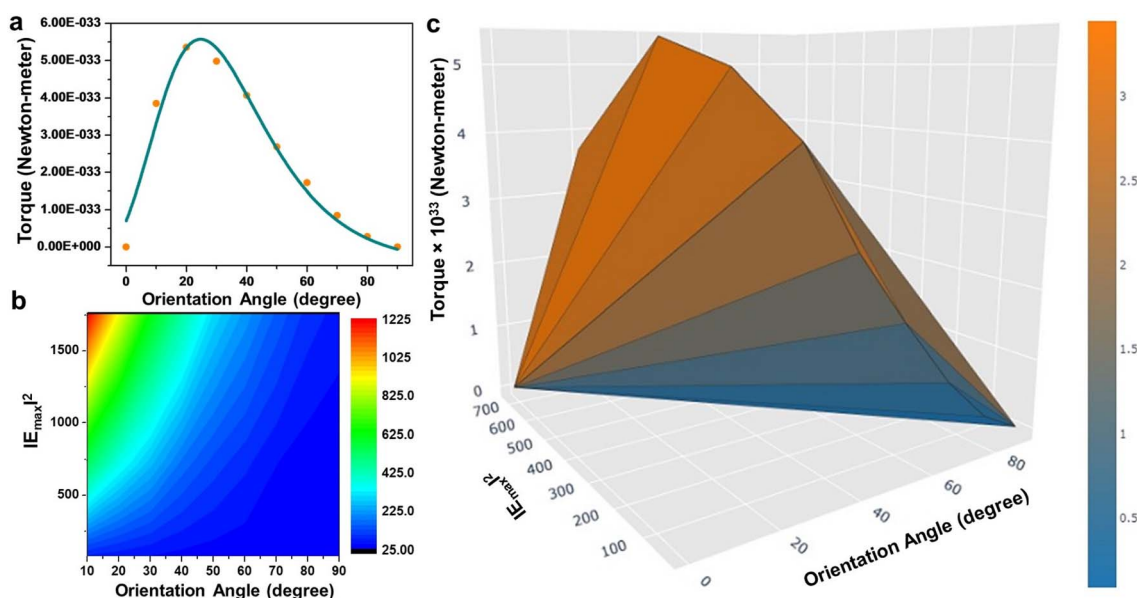 a
6.00E-033
5.00E-033
4.00E-033
3.00E-033
2.00E-033
1.00E-033
0.00E+000
Torque (Newton-meter)
0 20 40 60 80
Orientation Angle (degree)
b
1500
1000
500
|E_max|²
10 20 30 40 50 60 70 80 90
Orientation Angle (degree)
1225
1025
825.0
625.0
425.0
225.0
25.00
c
Torque × 10³³ (Newton-meter)
5
4
3
2
1
0
700
600
500
400
300
200
100
|E_max|²
0
20
40
60
80
Orientation Angle (degree)
3
2.5
2
1.5
1
0.5